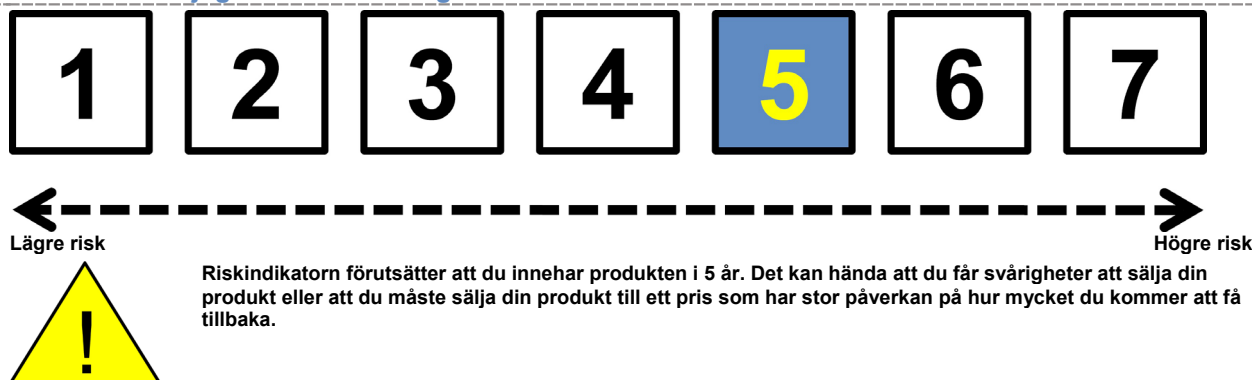 1 2 3 4 5 6 7
Lägre risk Högre risk
Riskindikatorn förutsätter att du innehar produkten i 5 år. Det kan hända att du får svårigheter att sälja din
produkt eller att du måste sälja din produkt till ett pris som har stor påverkan på hur mycket du kommer att få
tillbaka.
!